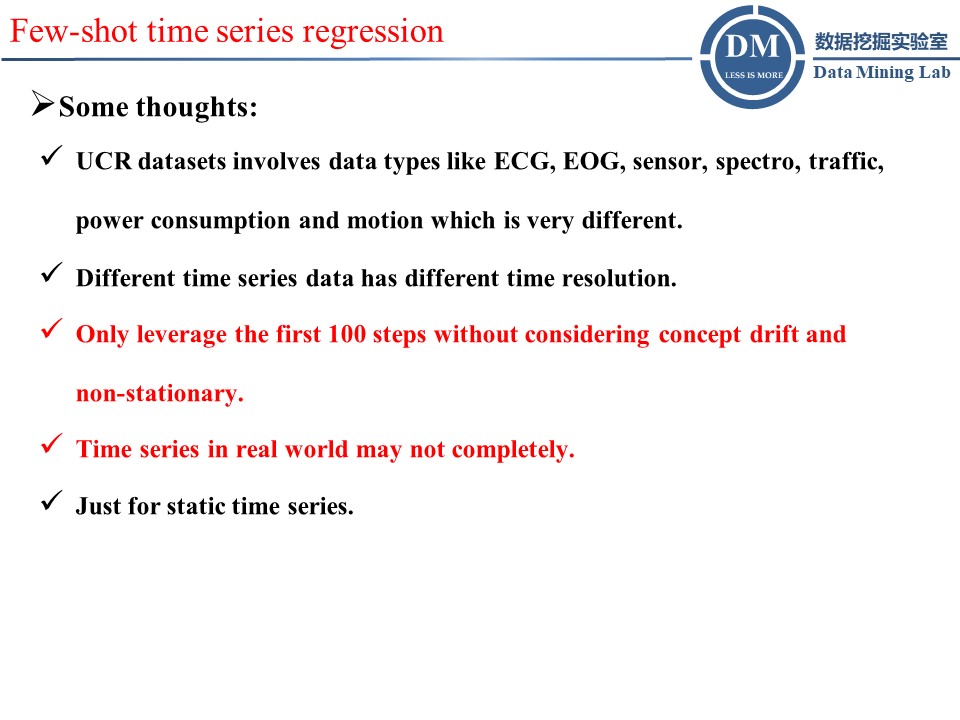 Few-shot time series regression
DM
LESS IS MORE
数据挖掘实验室
Data Mining Lab
Some thoughts:
UCR datasets involves data types like ECG, EOG, sensor, spectro, traffic,
power consumption and motion which is very different.
Different time series data has different time resolution.
Only leverage the first 100 steps without considering concept drift and
non-stationary.
Time series in real world may not completely.
Just for static time series.